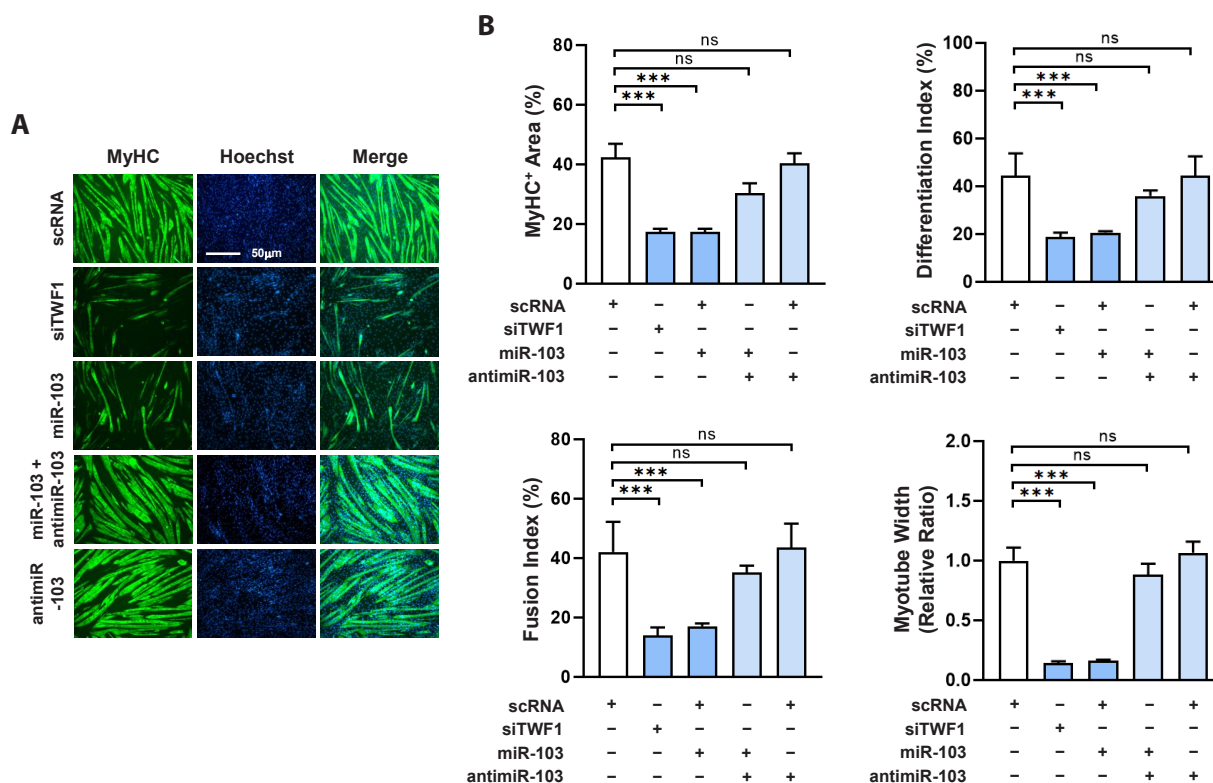 A
MyHC Hoechst Merge
scRNA
50μm
siTWF1
miR-103
miR-103 +
antimiR-103
antimiR
-103
B
MyHC⁺ Area (%)
80
60
40
20
0
ns
ns
***
***
scRNA + – + – +
siTWF1 – + – – –
miR-103 – – + + –
antimiR-103 – – – + +
Differentiation Index (%)
100
80
60
40
20
0
ns
ns
***
***
scRNA + – + – +
siTWF1 – + – – –
miR-103 – – + + –
antimiR-103 – – – + +
Fusion Index (%)
80
60
40
20
0
ns
ns
***
***
scRNA + – + – +
siTWF1 – + – – –
miR-103 – – + + –
antimiR-103 – – – + +
Myotube Width
(Relative Ratio)
2.0
1.5
1.0
0.5
0.0
ns
ns
***
***
scRNA + – + – +
siTWF1 – + – – –
miR-103 – – + + –
antimiR-103 – – – + +